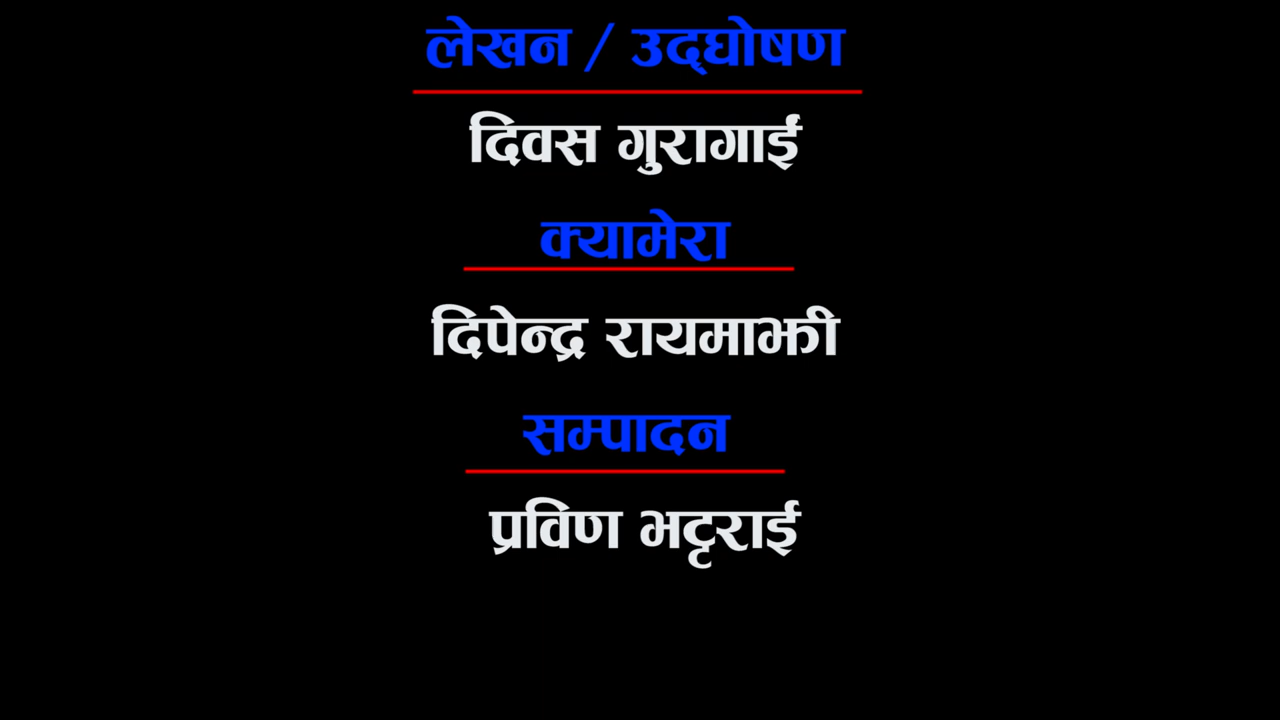 लेखन / उद्घोषण
दिवस गुरागाईं
क्यामेरा
दिपेन्द्र रायमाझी
सम्पादन
प्रविण भट्टराई